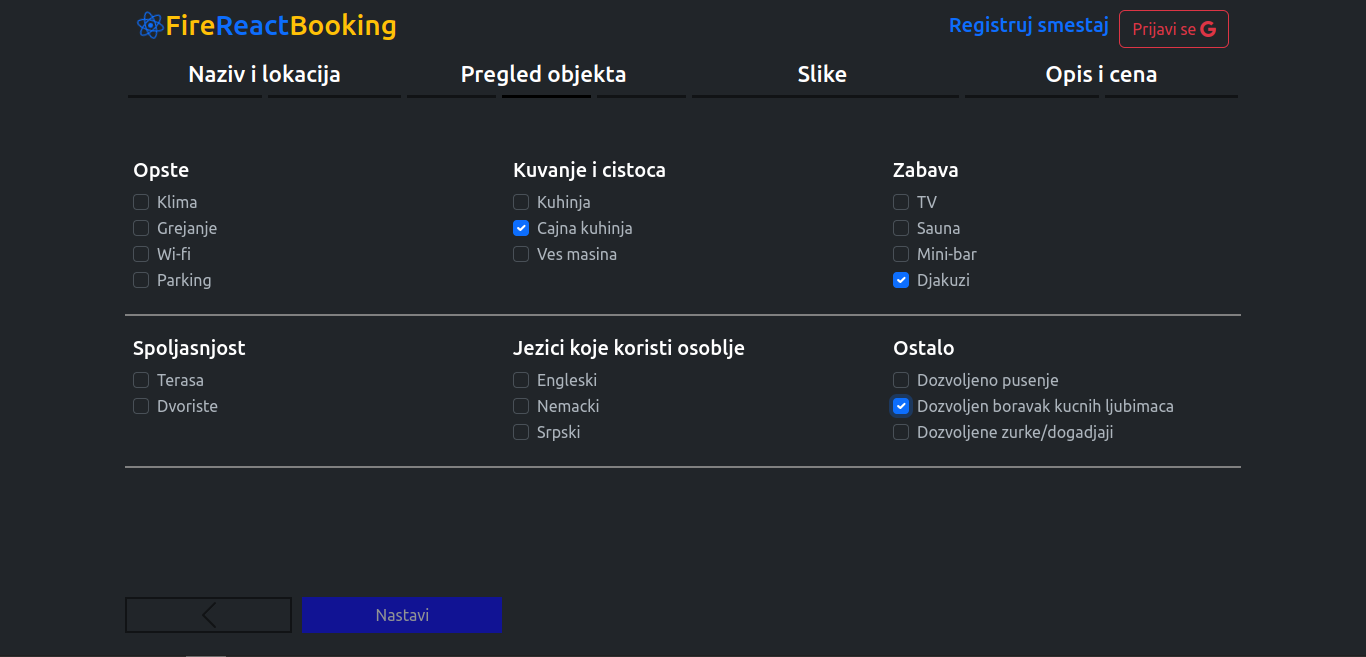 FireReactBooking
Registruj smestaj
Prijavi se
Naziv i lokacija
Pregled objekta
Slike
Opis i cena
Opste
Klima
Grejanje
Wi-fi
Parking
Kuvanje i cistoca
Kuhinja
Cajna kuhinja
Ves masina
Zabava
TV
Sauna
Mini-bar
Djakuzi
Spoljasnjost
Terasa
Dvoriste
Jezici koje koristi osoblje
Engleski
Nemacki
Srpski
Ostalo
Dozvoljeno pusenje
Dozvoljen boravak kucnih ljubimaca
Dozvoljene zurke/dogadjaji
Nastavi